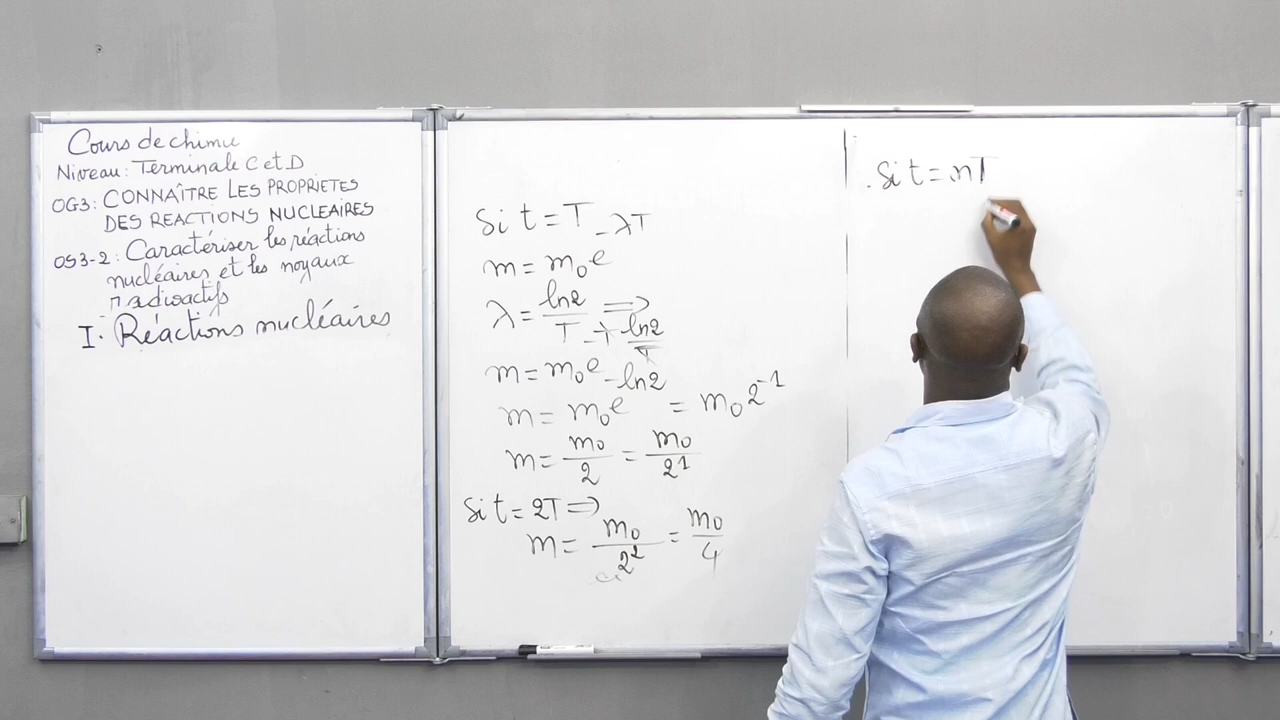 Cours de chimie
Niveau: Terminale C et D
OG3: CONNAÎTRE LES PROPRIETES
DES REACTIONS NUCLEAIRES
OS3-2: Caractériser les réactions
nucléaires et les noyaux
radioactifs
I. Réactions nucléaires
Si t = T
m = m₀e^(-λT)
λ = ln2/T ⟹
m = m₀e^(-T ln2/T)
m = m₀e^(-ln2) = m₀2⁻¹
m = m₀/2 = m₀/2¹
Si t = 2T ⟹
m = m₀/2² = m₀/4
. Si t = nT